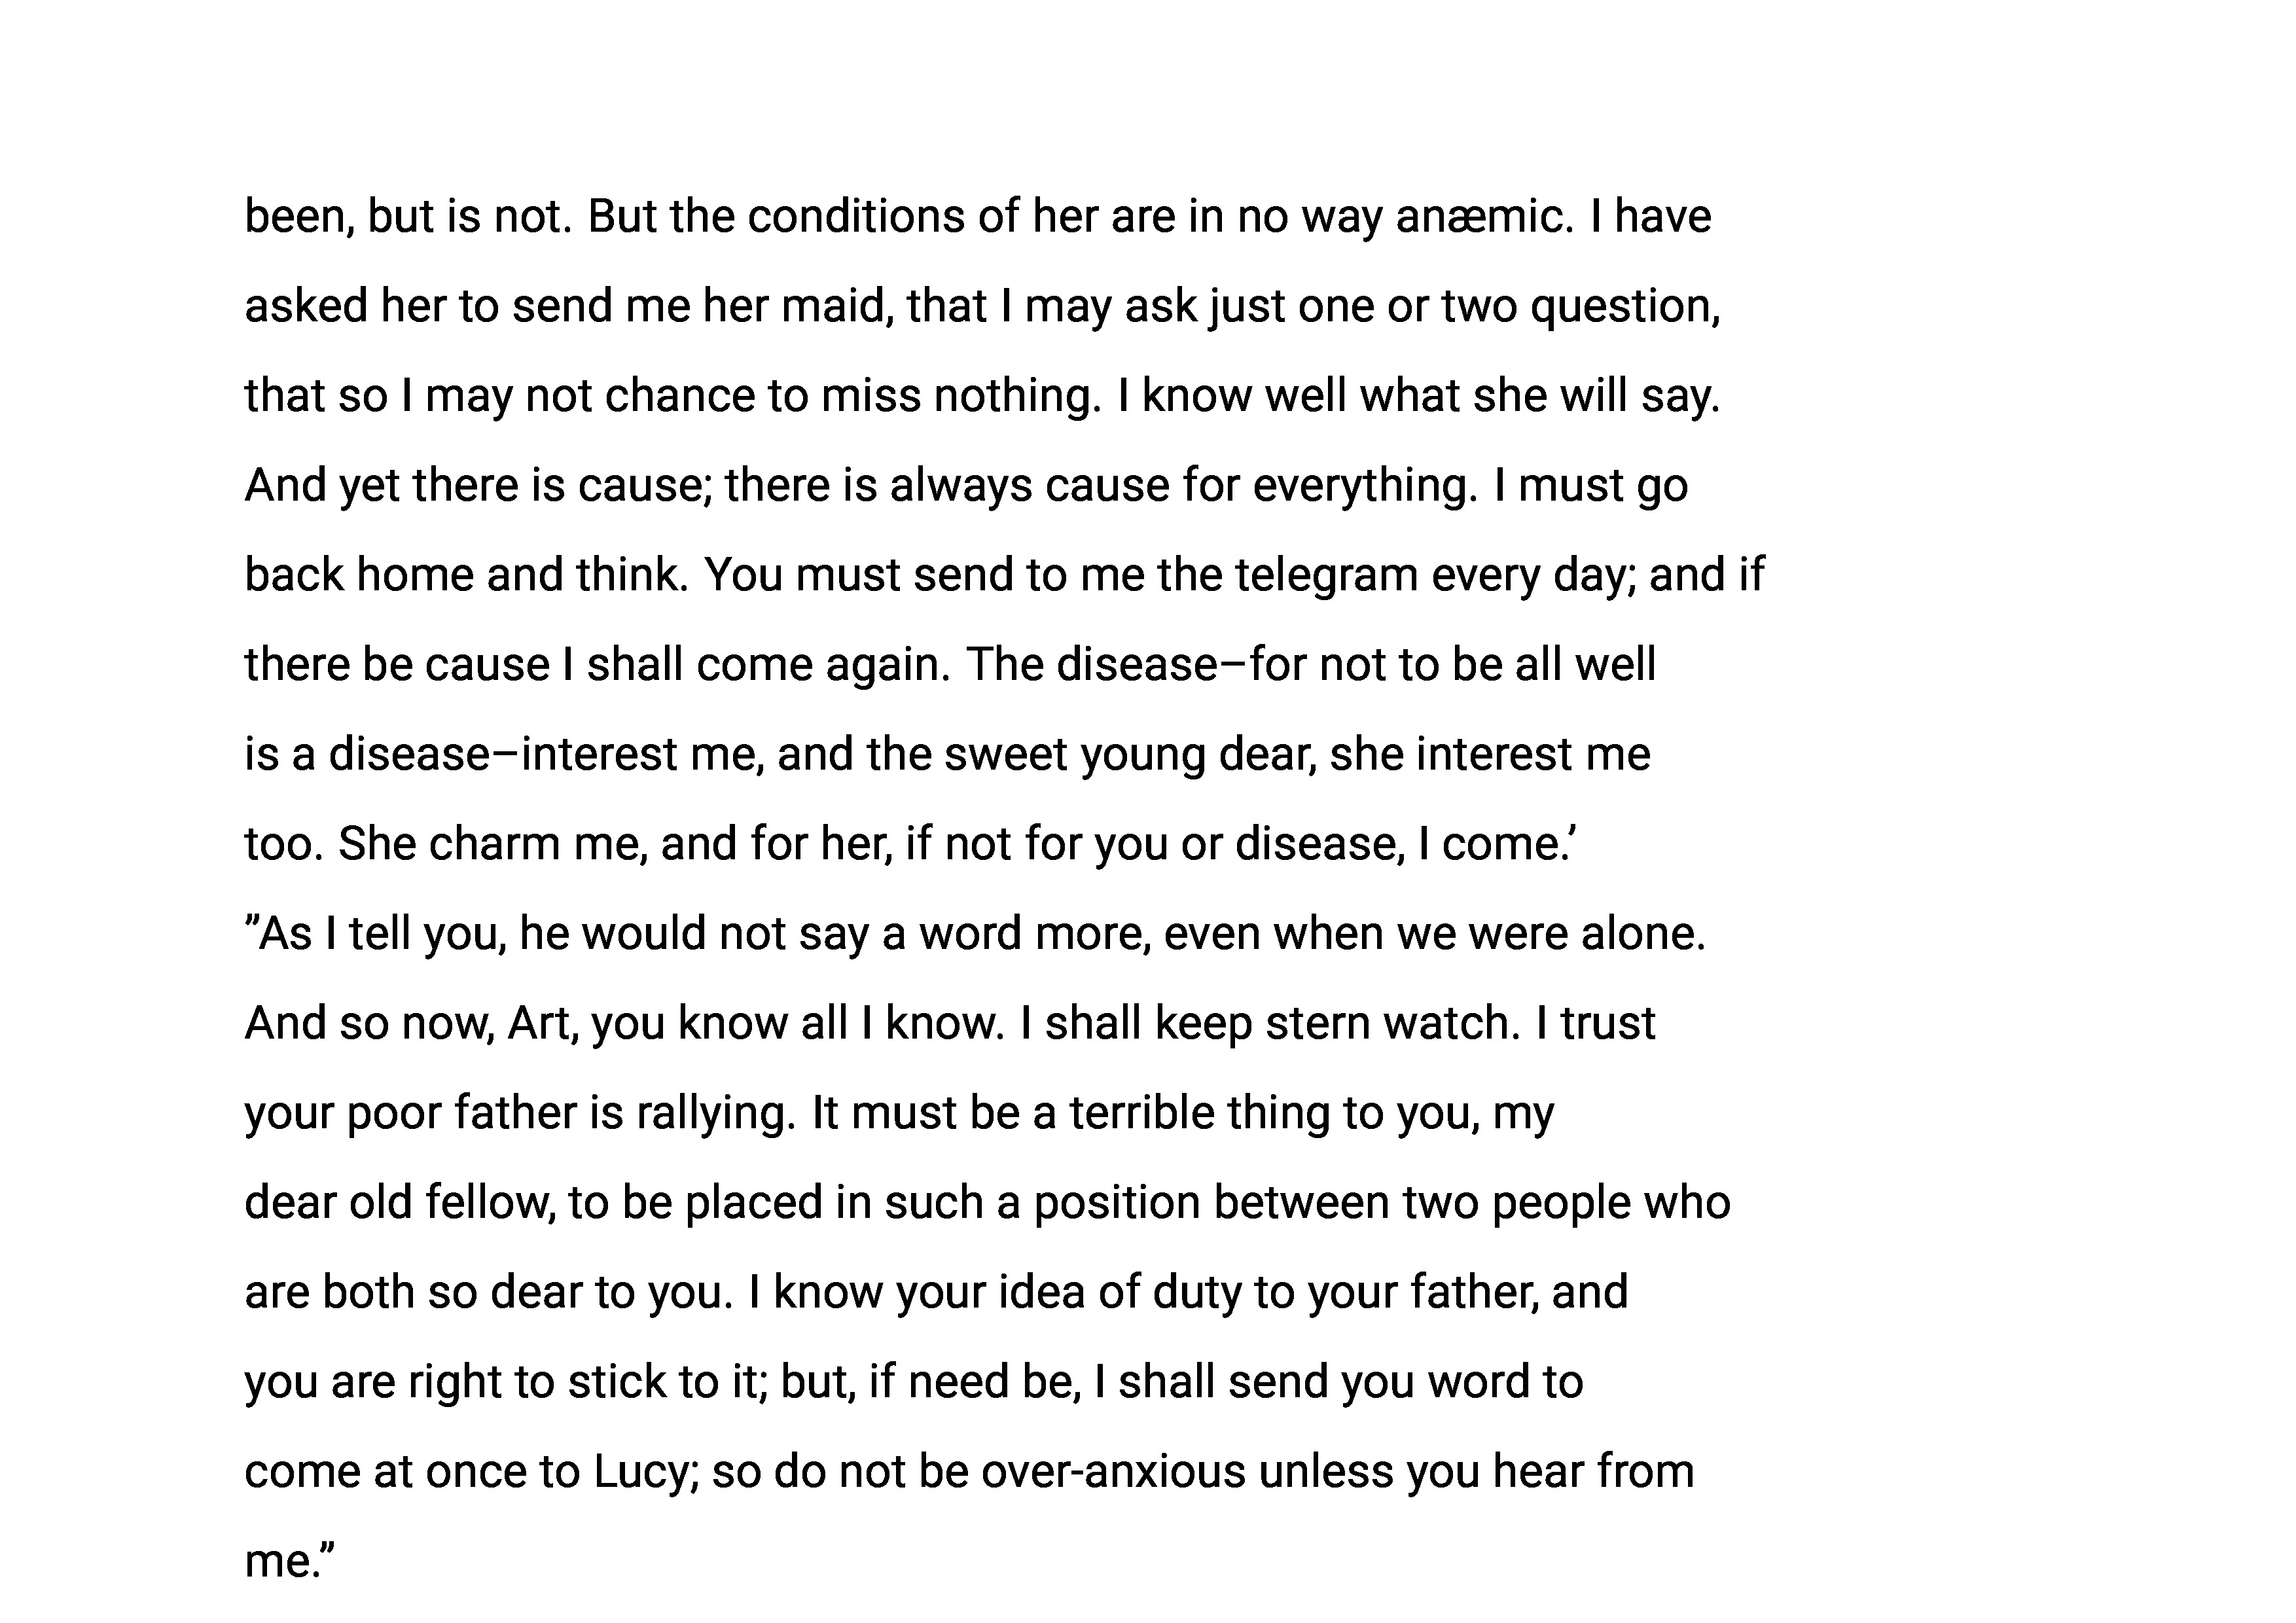 been, but is not. But the conditions of her are in no way anæmic. I have
asked her to send me her maid, that I may ask just one or two question,
that so I may not chance to miss nothing. I know well what she will say.
And yet there is cause; there is always cause for everything. I must go
back home and think. You must send to me the telegram every day; and if
there be cause I shall come again. The disease–for not to be all well
is a disease–interest me, and the sweet young dear, she interest me
too. She charm me, and for her, if not for you or disease, I come.’
”As I tell you, he would not say a word more, even when we were alone.
And so now, Art, you know all I know. I shall keep stern watch. I trust
your poor father is rallying. It must be a terrible thing to you, my
dear old fellow, to be placed in such a position between two people who
are both so dear to you. I know your idea of duty to your father, and
you are right to stick to it; but, if need be, I shall send you word to
come at once to Lucy; so do not be over-anxious unless you hear from
me.”